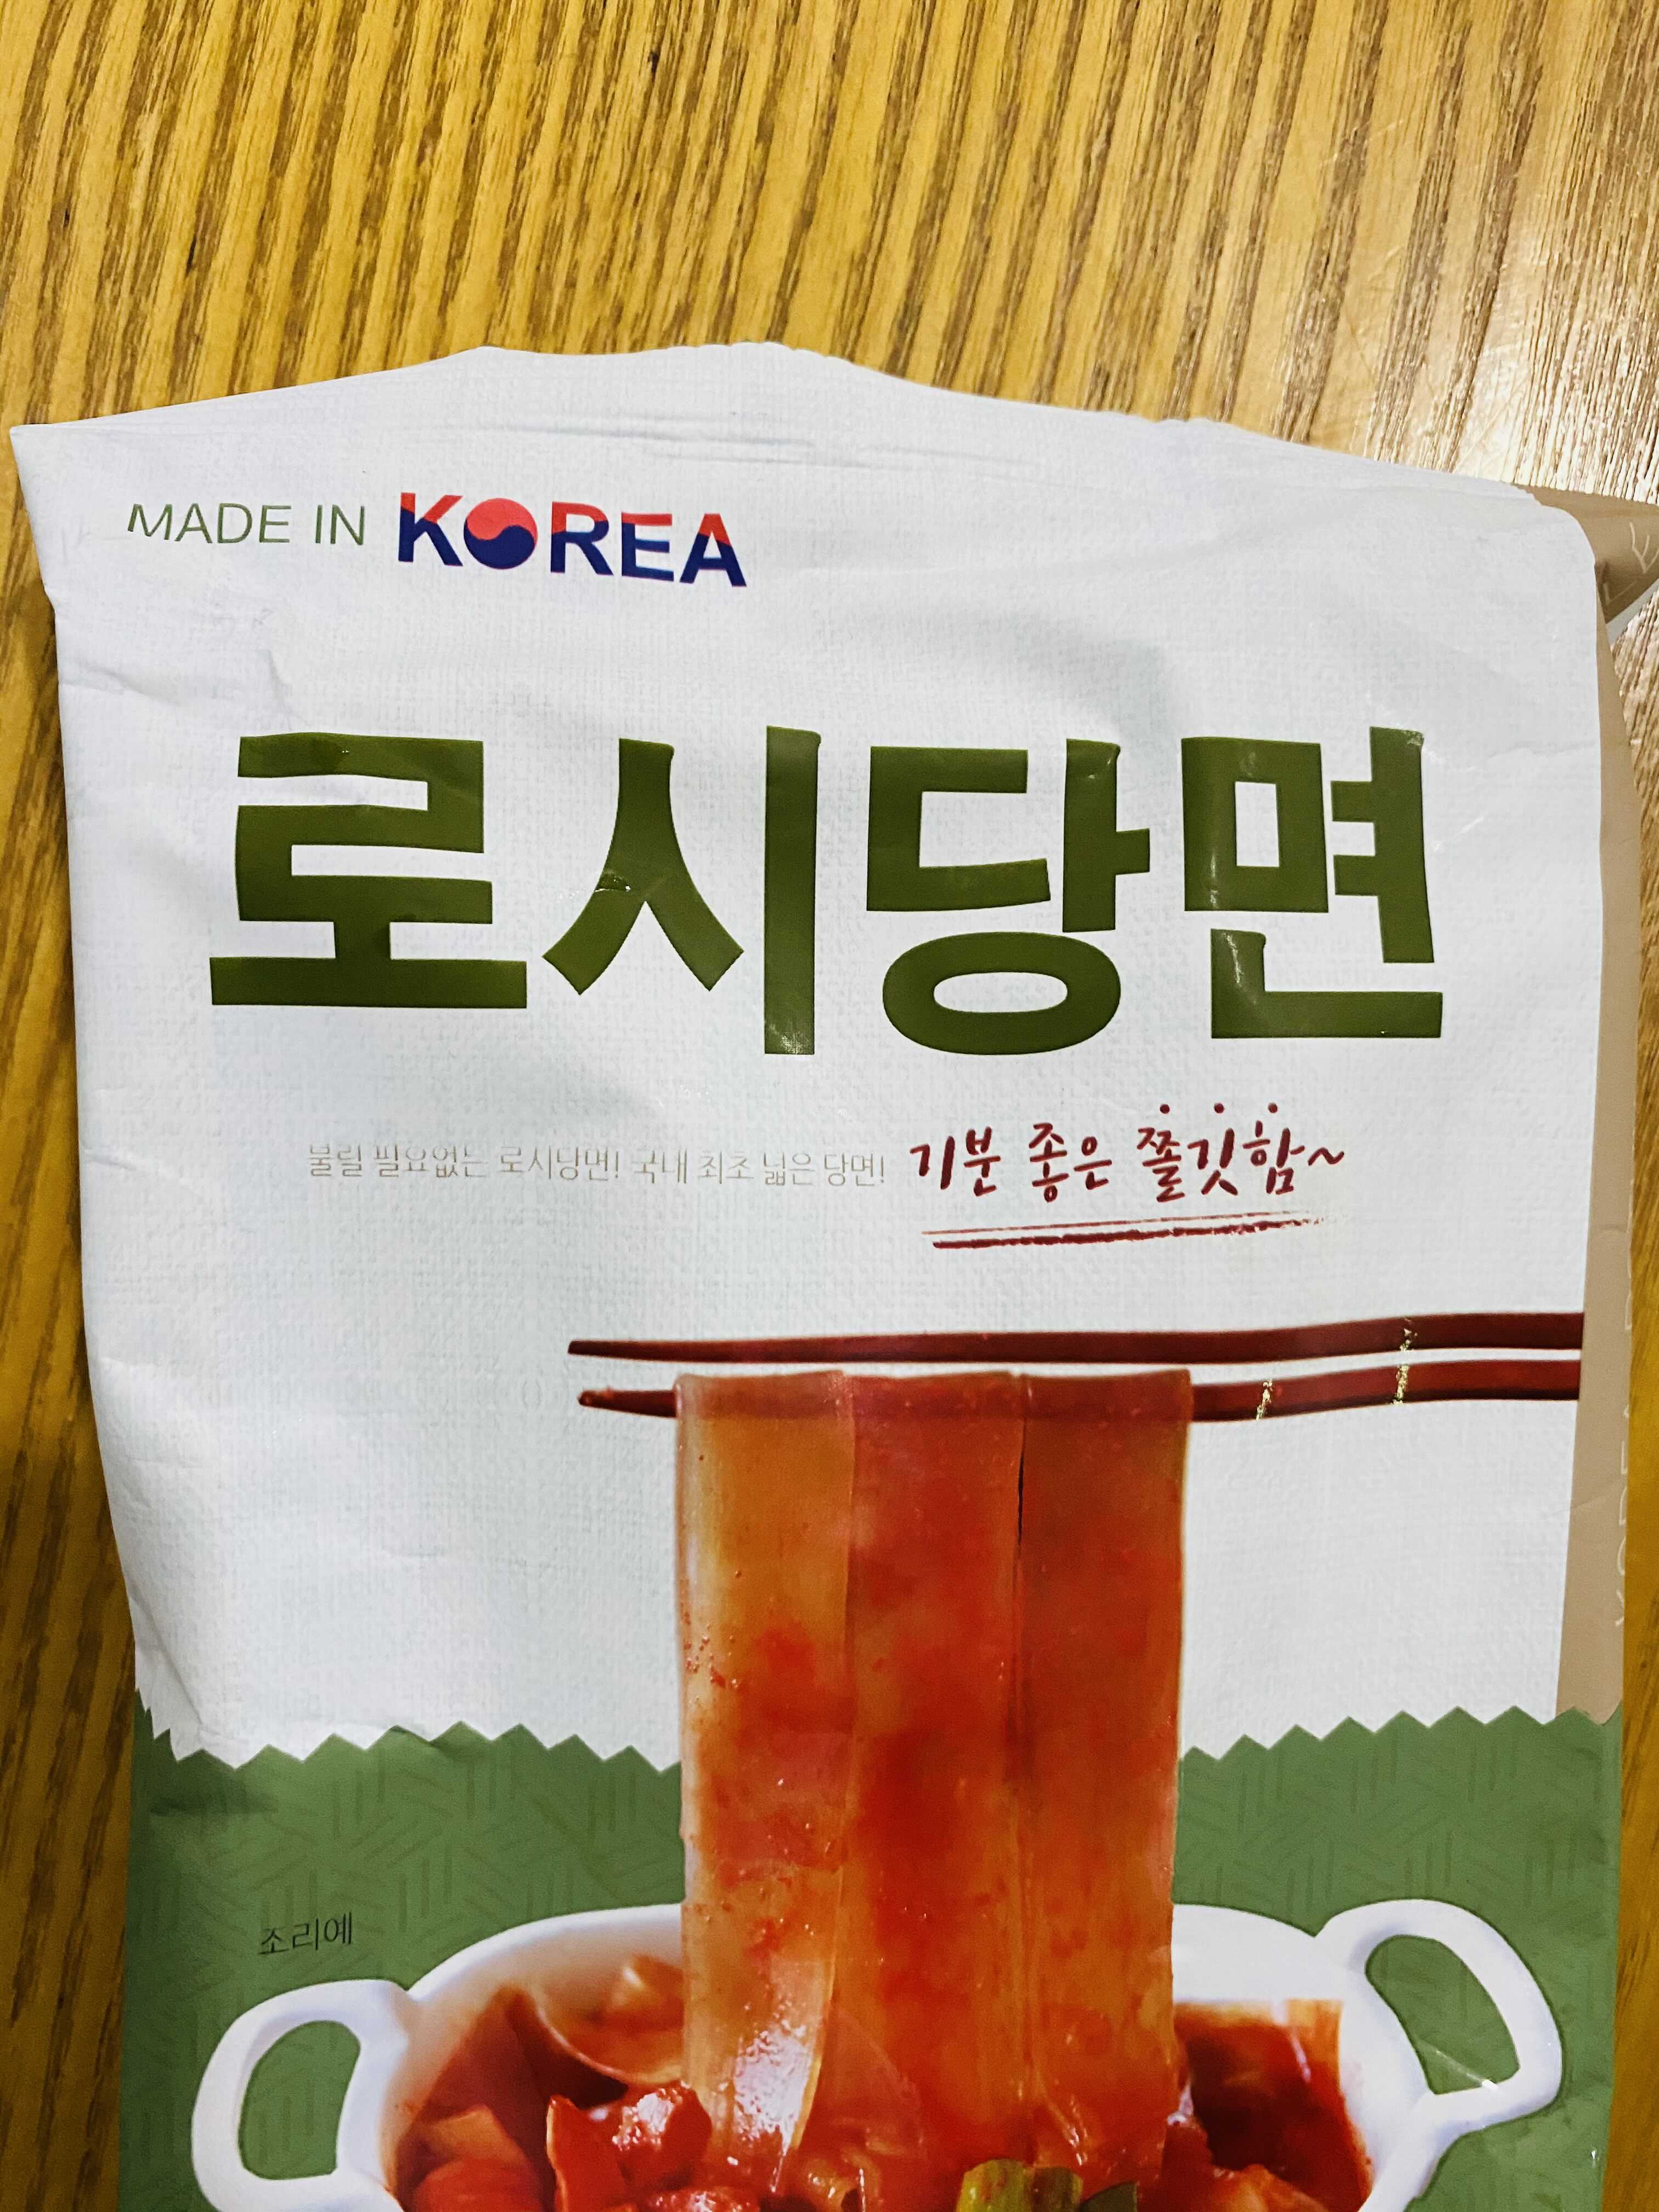 MADE IN KOREA
로시당면
불릴 필요없는 로시당면! 국내 최초 넓은 당면! 기분 좋은 쫄깃함~
조리예